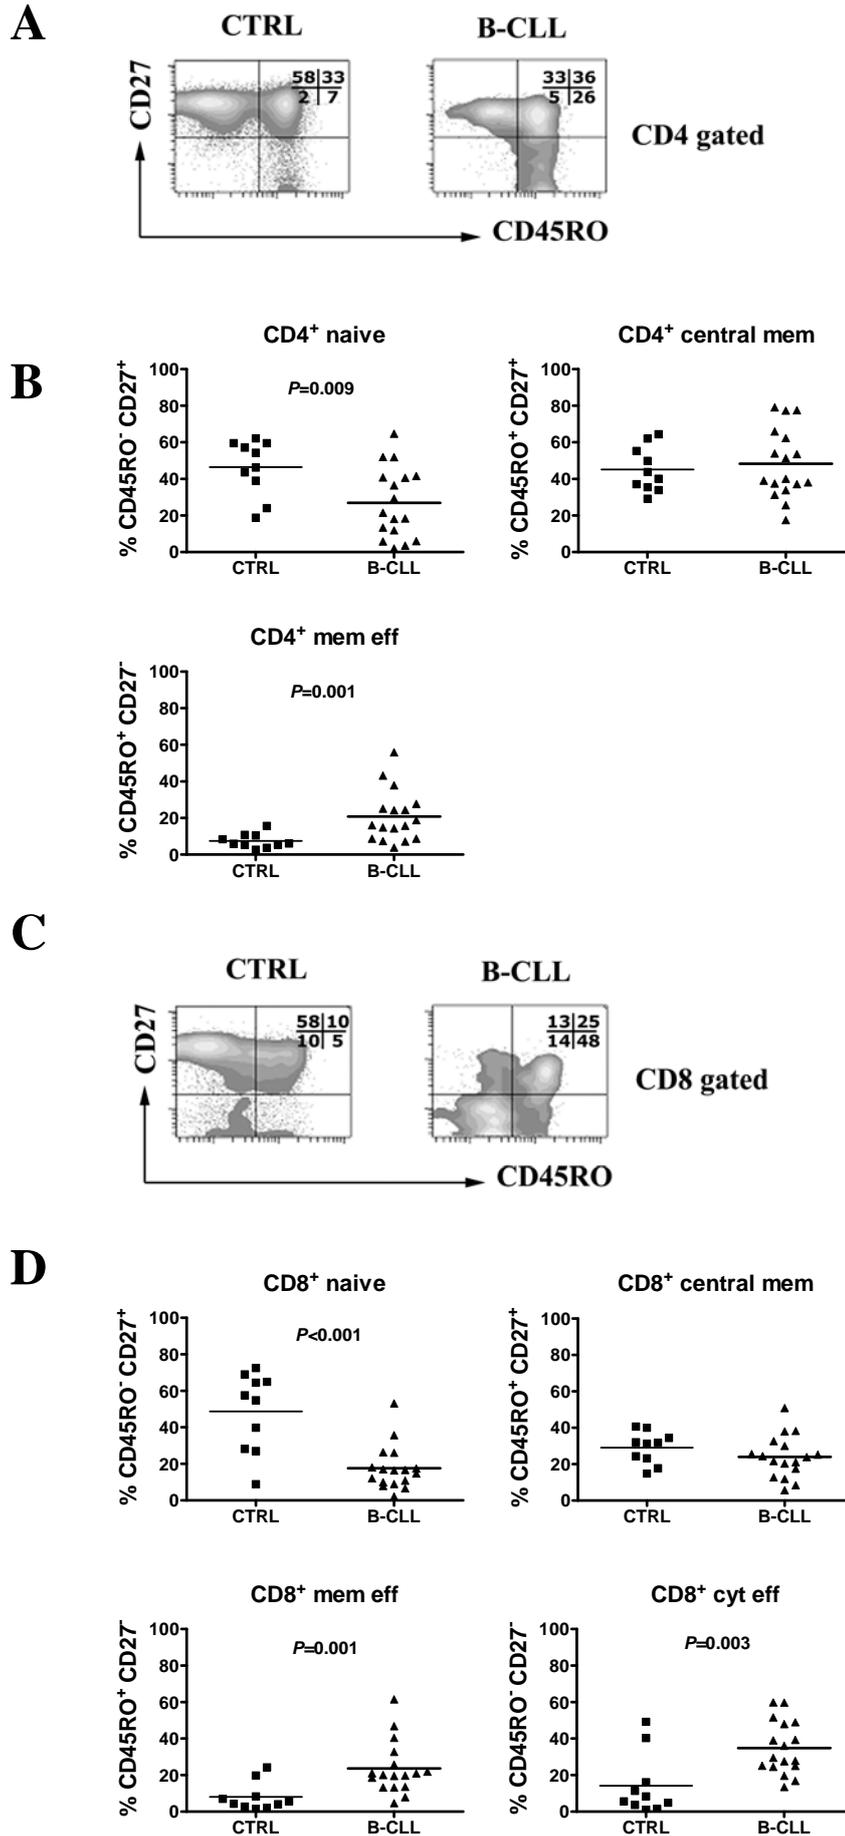 A
CTRL B-CLL
CD27
58 33
2 7
33 36
5 26
CD4 gated
CD45RO
B
CD4+ naive
% CD45RO- CD27+
100
80
60
40
20
0
P=0.009
CTRL B-CLL
CD4+ central mem
% CD45RO+ CD27+
100
80
60
40
20
0
CTRL B-CLL
CD4+ mem eff
% CD45RO+ CD27-
100
80
60
40
20
0
P=0.001
CTRL B-CLL
C
CTRL B-CLL
CD27
58 10
10 5
13 25
14 48
CD8 gated
CD45RO
D
CD8+ naive
% CD45RO- CD27+
100
80
60
40
20
0
P<0.001
CTRL B-CLL
CD8+ central mem
% CD45RO+ CD27+
100
80
60
40
20
0
CTRL B-CLL
CD8+ mem eff
% CD45RO+ CD27-
100
80
60
40
20
0
P=0.001
CTRL B-CLL
CD8+ cyt eff
% CD45RO- CD27-
100
80
60
40
20
0
P=0.003
CTRL B-CLL